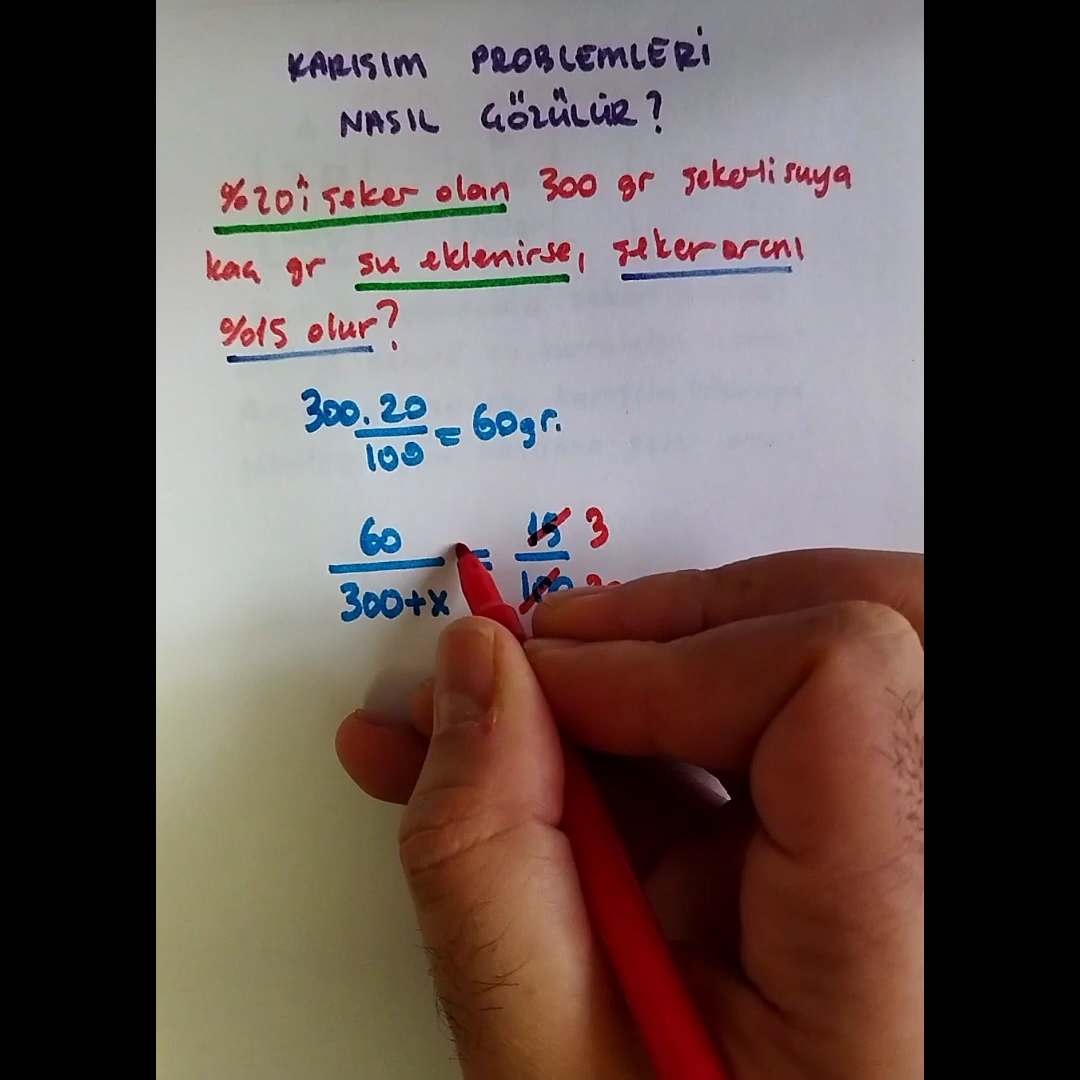 KARIŞIM PROBLEMLERİ
NASIL ÇÖZÜLÜR?
%20'i şeker olan 300 gr şekerli suya
kaç gr su eklenirse, şeker oranı
%15 olur?
300. 20/100 = 60gr.
60/300+x = 15/100 3